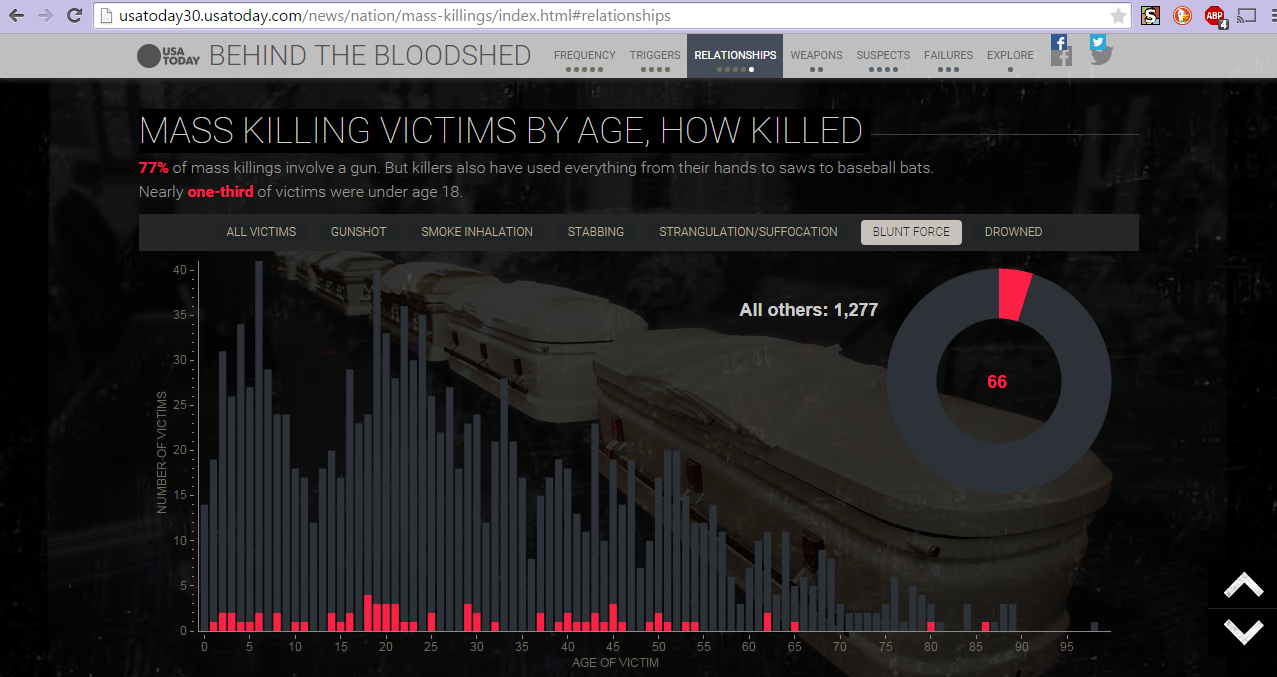 usatoday30.usatoday.com/news/nation/mass-killings/index.html#relationships
ABP
4
USA
TODAY
BEHIND THE BLOODSHED
FREQUENCY
TRIGGERS
RELATIONSHIPS
WEAPONS
SUSPECTS
FAILURES
EXPLORE
MASS KILLING VICTIMS BY AGE, HOW KILLED
77% of mass killings involve a gun. But killers also have used everything from their hands to saws to baseball bats.
Nearly one-third of victims were under age 18.
ALL VICTIMS
GUNSHOT
SMOKE INHALATION
STABBING
STRANGULATION/SUFFOCATION
BLUNT FORCE
DROWNED
NUMBER OF VICTIMS
40
35
30
25
20
15
10
5
0
All others: 1,277
66
0 5 10 15 20 25 30 35 40 45 50 55 60 65 70 75 80 85 90 95
AGE OF VICTIM